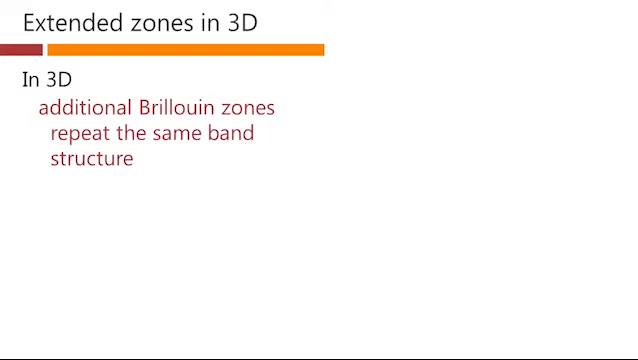 Extended zones in 3D
In 3D
additional Brillouin zones
repeat the same band
structure